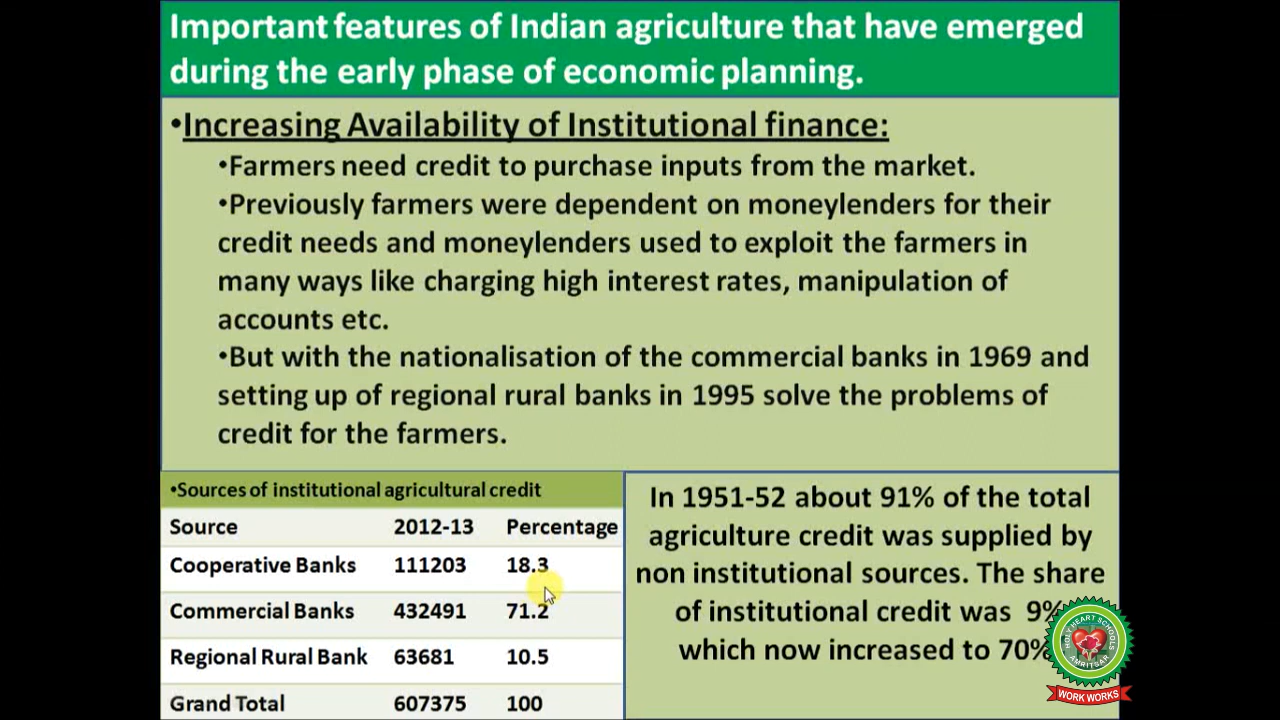 Important features of Indian agriculture that have emerged
during the early phase of economic planning.
•Increasing Availability of Institutional finance:
•Farmers need credit to purchase inputs from the market.
•Previously farmers were dependent on moneylenders for their
credit needs and moneylenders used to exploit the farmers in
many ways like charging high interest rates, manipulation of
accounts etc.
•But with the nationalisation of the commercial banks in 1969 and
setting up of regional rural banks in 1995 solve the problems of
credit for the farmers.
•Sources of institutional agricultural credit
Source 2012-13 Percentage
Cooperative Banks 111203 18.3
Commercial Banks 432491 71.2
Regional Rural Bank 63681 10.5
Grand Total 607375 100
In 1951-52 about 91% of the total
agriculture credit was supplied by
non institutional sources. The share
of institutional credit was 9%
which now increased to 70%
HOLY HEART SCHOOLS
AMRITSAR
WORK WORKS